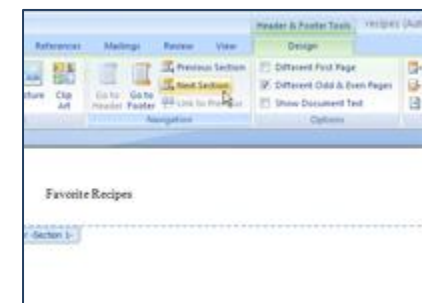 Header & Footer Tools recipes (Aut
References Mailings Review View Design
Previous Section
Next Section
Link to Previous
Different First Page
Different Odd & Even Pages
Show Document Text
cture Clip Art
Go to Header Go to Footer
Navigation Options
Favorite Recipes
r -Section 1-